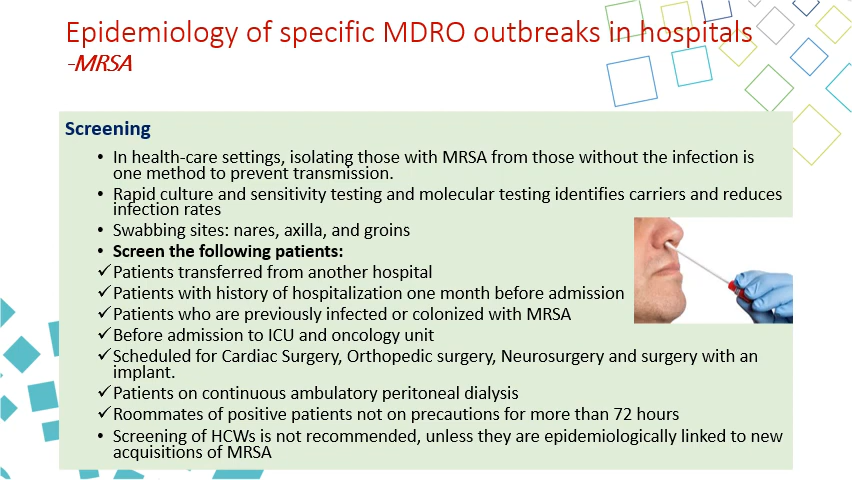 Epidemiology of specific MDRO outbreaks in hospitals
-MRSA
Screening
• In health-care settings, isolating those with MRSA from those without the infection is
one method to prevent transmission.
• Rapid culture and sensitivity testing and molecular testing identifies carriers and reduces
infection rates
• Swabbing sites: nares, axilla, and groins
• Screen the following patients:
✓Patients transferred from another hospital
✓Patients with history of hospitalization one month before admission
✓Patients who are previously infected or colonized with MRSA
✓Before admission to ICU and oncology unit
✓Scheduled for Cardiac Surgery, Orthopedic surgery, Neurosurgery and surgery with an
implant.
✓Patients on continuous ambulatory peritoneal dialysis
✓Roommates of positive patients not on precautions for more than 72 hours
• Screening of HCWs is not recommended, unless they are epidemiologically linked to new
acquisitions of MRSA